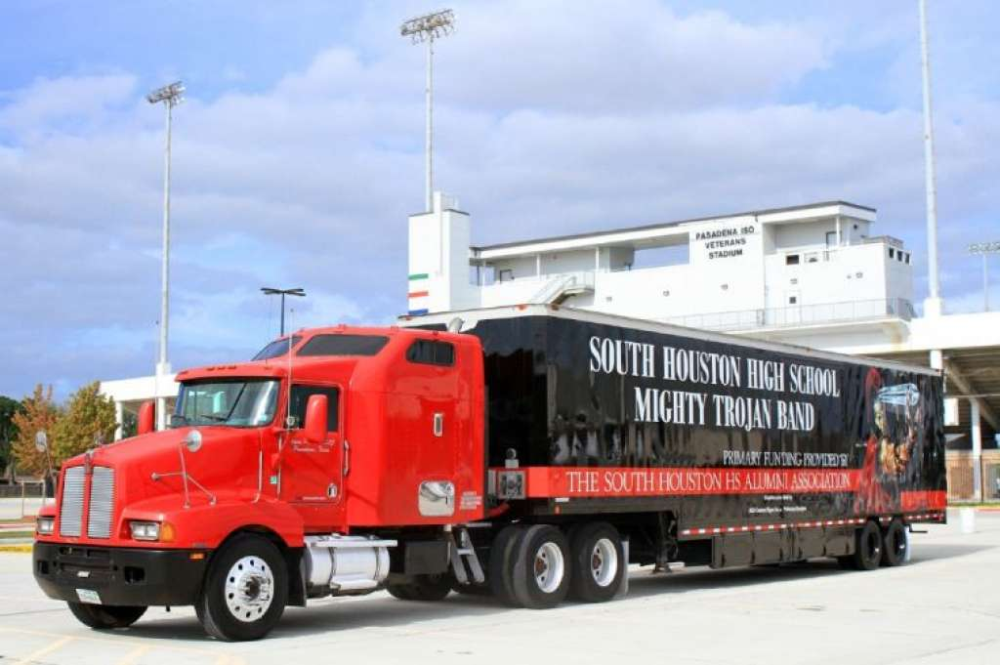 PASADENA ISD
VETERANS
STADIUM
SOUTH HOUSTON HIGH SCHOOL
MIGHTY TROJAN BAND
PRIMARY FUNDING PROVIDED BY
THE SOUTH HOUSTON HS ALUMNI ASSOCIATION